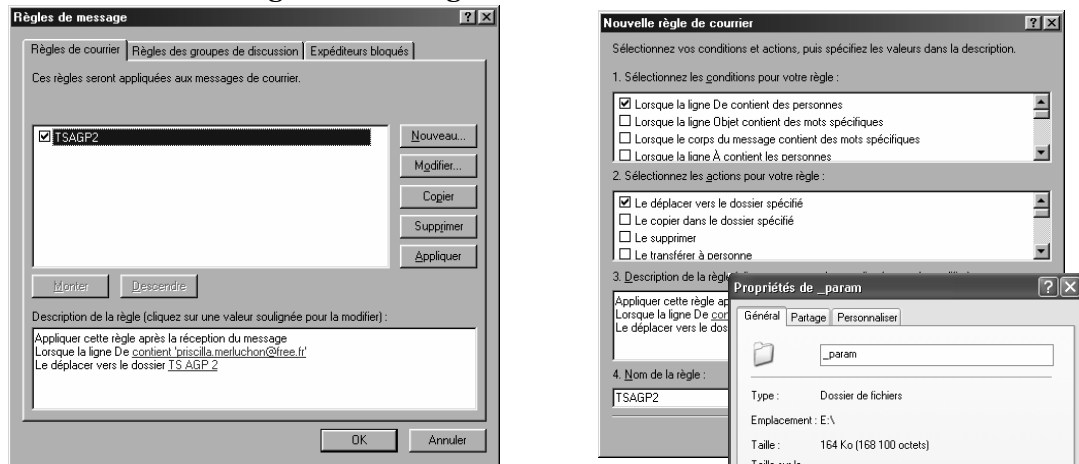 Règles de message
Règles de courrier Règles des groupes de discussion Expéditeurs bloqués
Ces règles seront appliquées aux messages de courrier.
TSAGP2
Nouveau...
Modifier...
Copier
Supprimer
Appliquer
Monter Descendre
Description de la règle (cliquez sur une valeur soulignée pour la modifier) :
Appliquer cette règle après la réception du message
Lorsque la ligne De contient 'priscilla.merluchon@free.fr'
Le déplacer vers le dossier TS AGP 2
OK Annuler
Nouvelle règle de courrier
Sélectionnez vos conditions et actions, puis spécifiez les valeurs dans la description.
1. Sélectionnez les conditions pour votre règle :
Lorsque la ligne De contient des personnes
Lorsque la ligne Objet contient des mots spécifiques
Lorsque le corps du message contient des mots spécifiques
Lorsque la ligne À contient les personnes
2. Sélectionnez les actions pour votre règle :
Le déplacer vers le dossier spécifié
Le copier dans le dossier spécifié
Le supprimer
Le transférer à personne
3. Description de la règle
Appliquer cette règle ap
Lorsque la ligne De con
Le déplacer vers le dos
4. Nom de la règle :
TSAGP2
Propriétés de _param
Général Partage Personnaliser
_param
Type : Dossier de fichiers
Emplacement : E:\
Taille : 164 Ko (168 100 octets)
Taille sur le